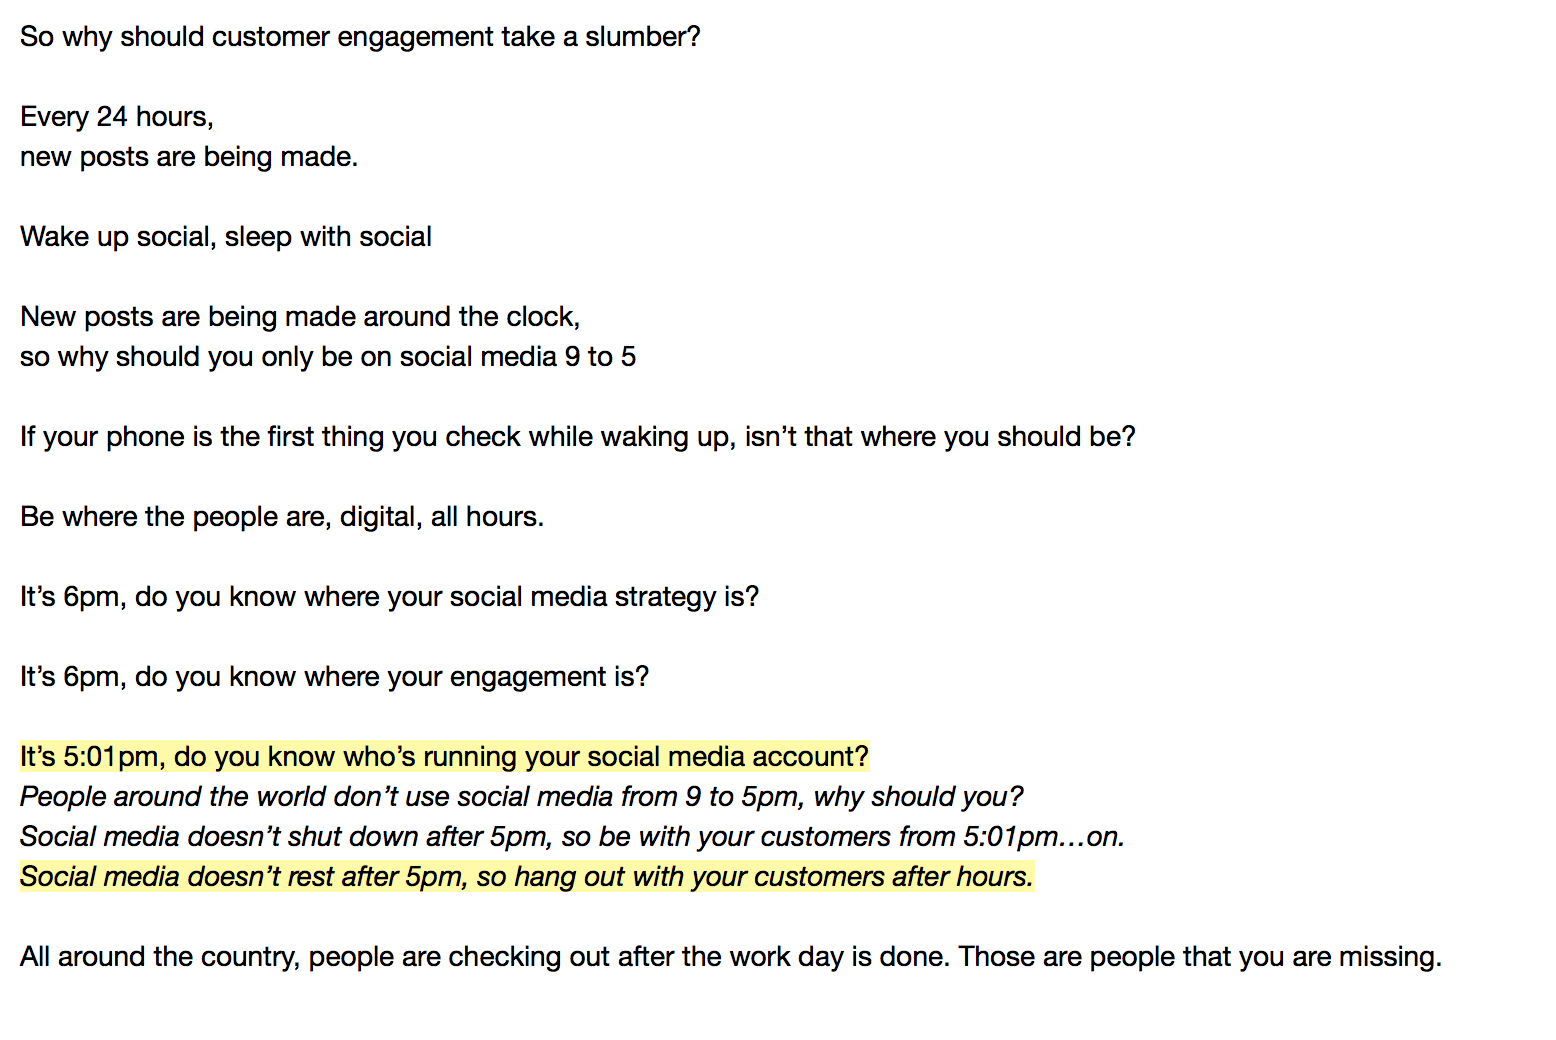 So why should customer engagement take a slumber?
Every 24 hours,
new posts are being made.
Wake up social, sleep with social
New posts are being made around the clock,
so why should you only be on social media 9 to 5
If your phone is the first thing you check while waking up, isn’t that where you should be?
Be where the people are, digital, all hours.
It’s 6pm, do you know where your social media strategy is?
It’s 6pm, do you know where your engagement is?
It’s 5:01pm, do you know who’s running your social media account?
People around the world don’t use social media from 9 to 5pm, why should you?
Social media doesn’t shut down after 5pm, so be with your customers from 5:01pm…on.
Social media doesn’t rest after 5pm, so hang out with your customers after hours.
All around the country, people are checking out after the work day is done. Those are people that you are missing.